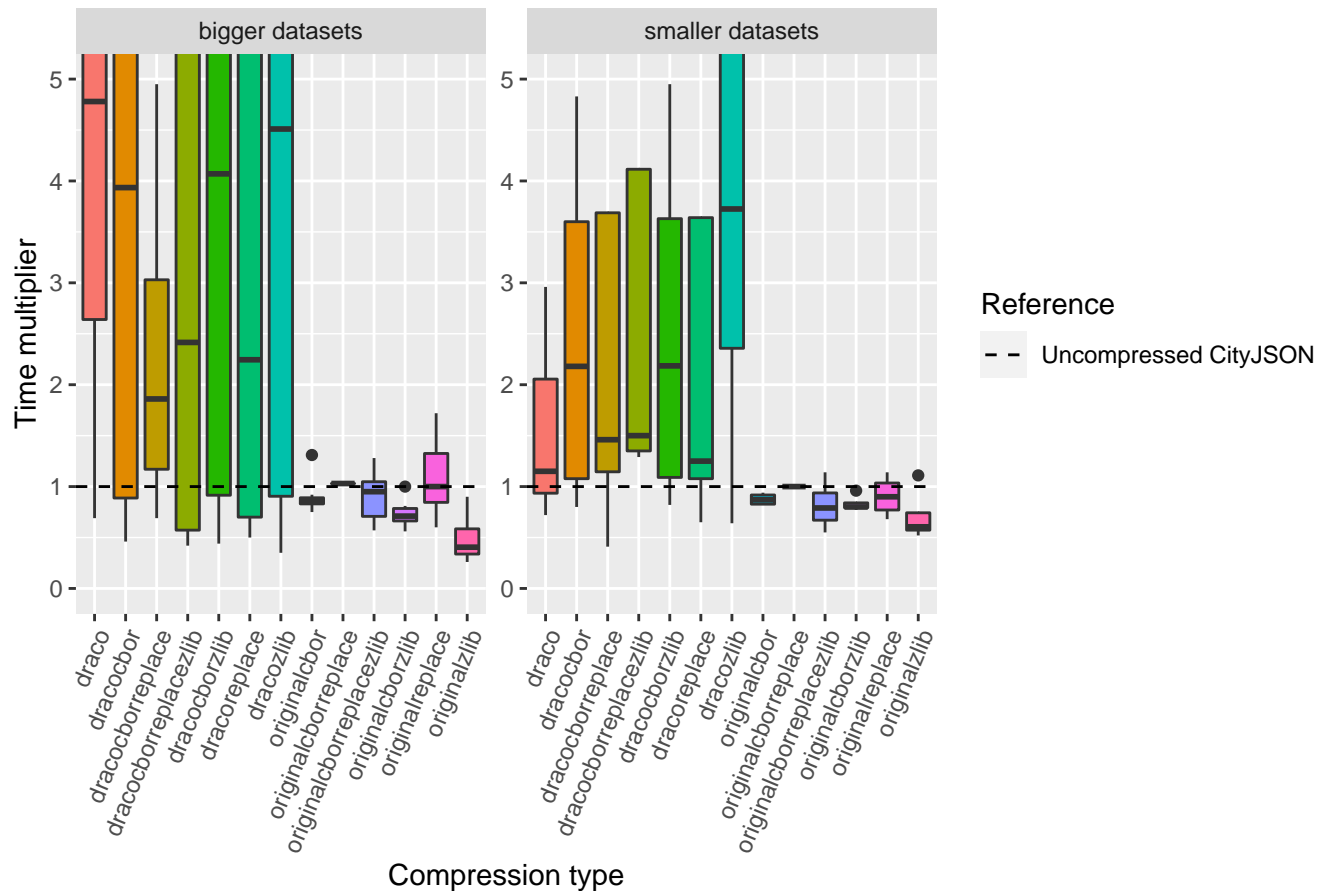 bigger datasets
smaller datasets
Time multiplier
5
4
3
2
1
0
5
4
3
2
1
0
draco
dracocbor
dracocborreplace
dracocborreplacezlib
dracocborzlib
dracoreplace
dracozlib
originalcbor
originalcborreplace
originalcborreplacezlib
originalcborzlib
originalreplace
originalzlib
draco
dracocbor
dracocborreplace
dracocborreplacezlib
dracocborzlib
dracoreplace
dracozlib
originalcbor
originalcborreplace
originalcborreplacezlib
originalcborzlib
originalreplace
originalzlib
Compression type
Reference
Uncompressed CityJSON